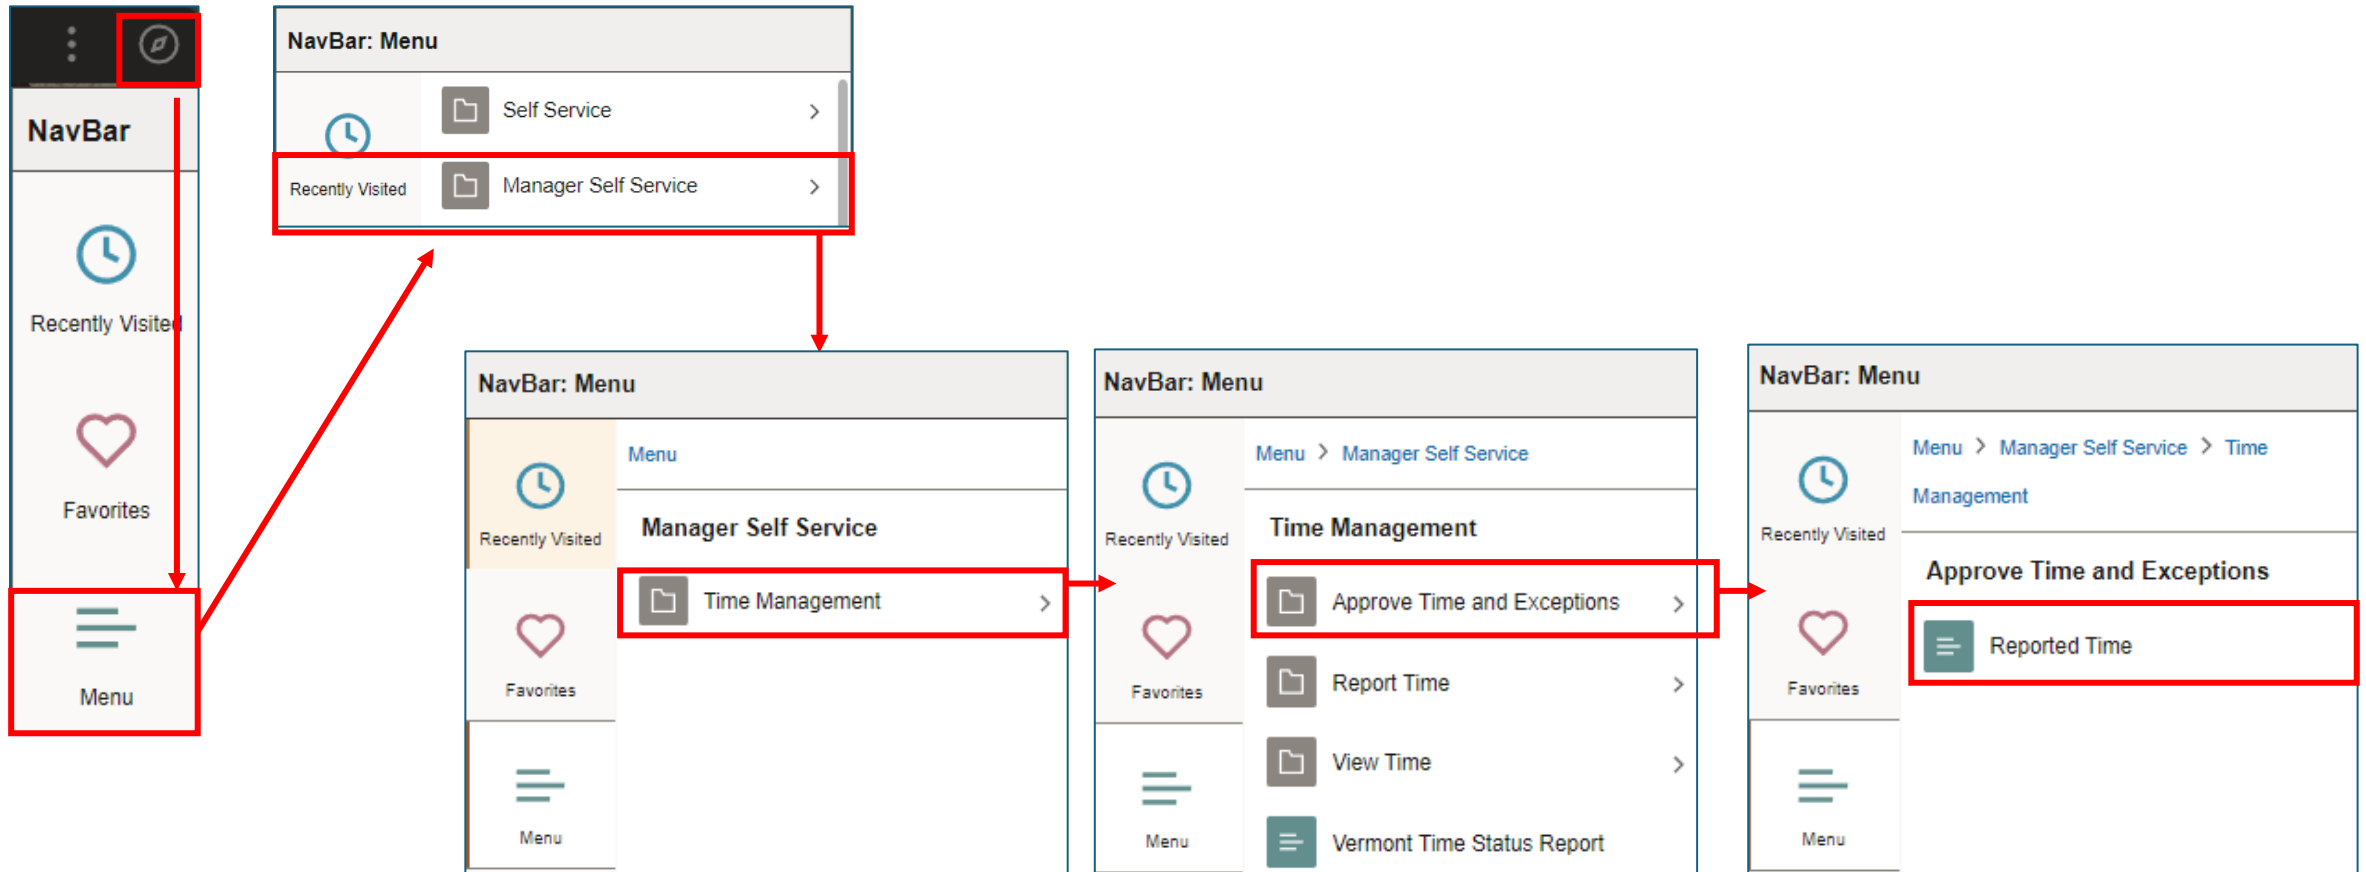 NavBar
Recently Visited
Favorites
Menu
NavBar: Menu
Self Service
Recently Visited
Manager Self Service
NavBar: Menu
Recently Visited
Favorites
Menu
Menu
Manager Self Service
Time Management
NavBar: Menu
Recently Visited
Favorites
Menu
Menu > Manager Self Service
Time Management
Approve Time and Exceptions
Report Time
View Time
Vermont Time Status Report
NavBar: Menu
Recently Visited
Favorites
Menu
Menu > Manager Self Service > Time
Management
Approve Time and Exceptions
Reported Time